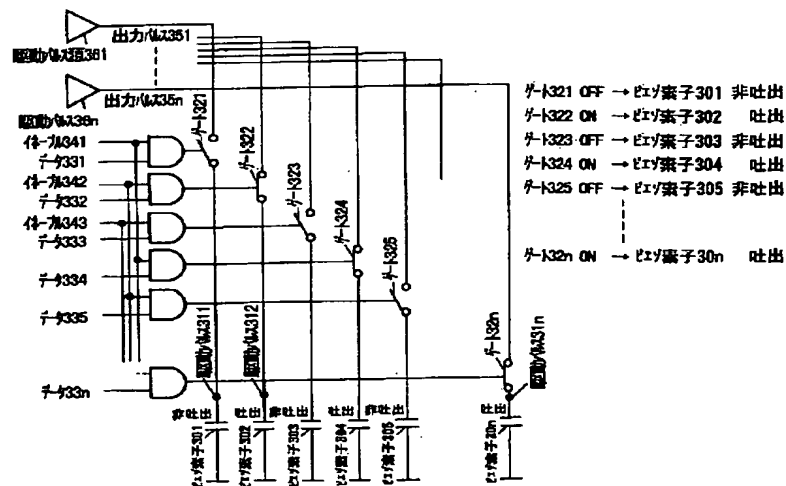 出力パルス351
駆動パルス源361
出力パルス35n
駆動パルス36n
イネーブル341
データ331
イネーブル342
データ332
イネーブル343
データ333
データ334
データ335
データ33n
ゲート321
ゲート322
ゲート323
ゲート324
ゲート325
ゲート32n
駆動パルス311
駆動パルス312
駆動パルス31n
非吐出
吐出
非吐出
吐出
非吐出
吐出
ピエゾ素子301
ピエゾ素子302
ピエゾ素子303
ピエゾ素子304
ピエゾ素子305
ピエゾ素子30n
ゲート321 OFF → ピエゾ素子301 非吐出
ゲート322 ON → ピエゾ素子302 吐出
ゲート323 OFF → ピエゾ素子303 非吐出
ゲート324 ON → ピエゾ素子304 吐出
ゲート325 OFF → ピエゾ素子305 非吐出
ゲート32n ON → ピエゾ素子30n 吐出